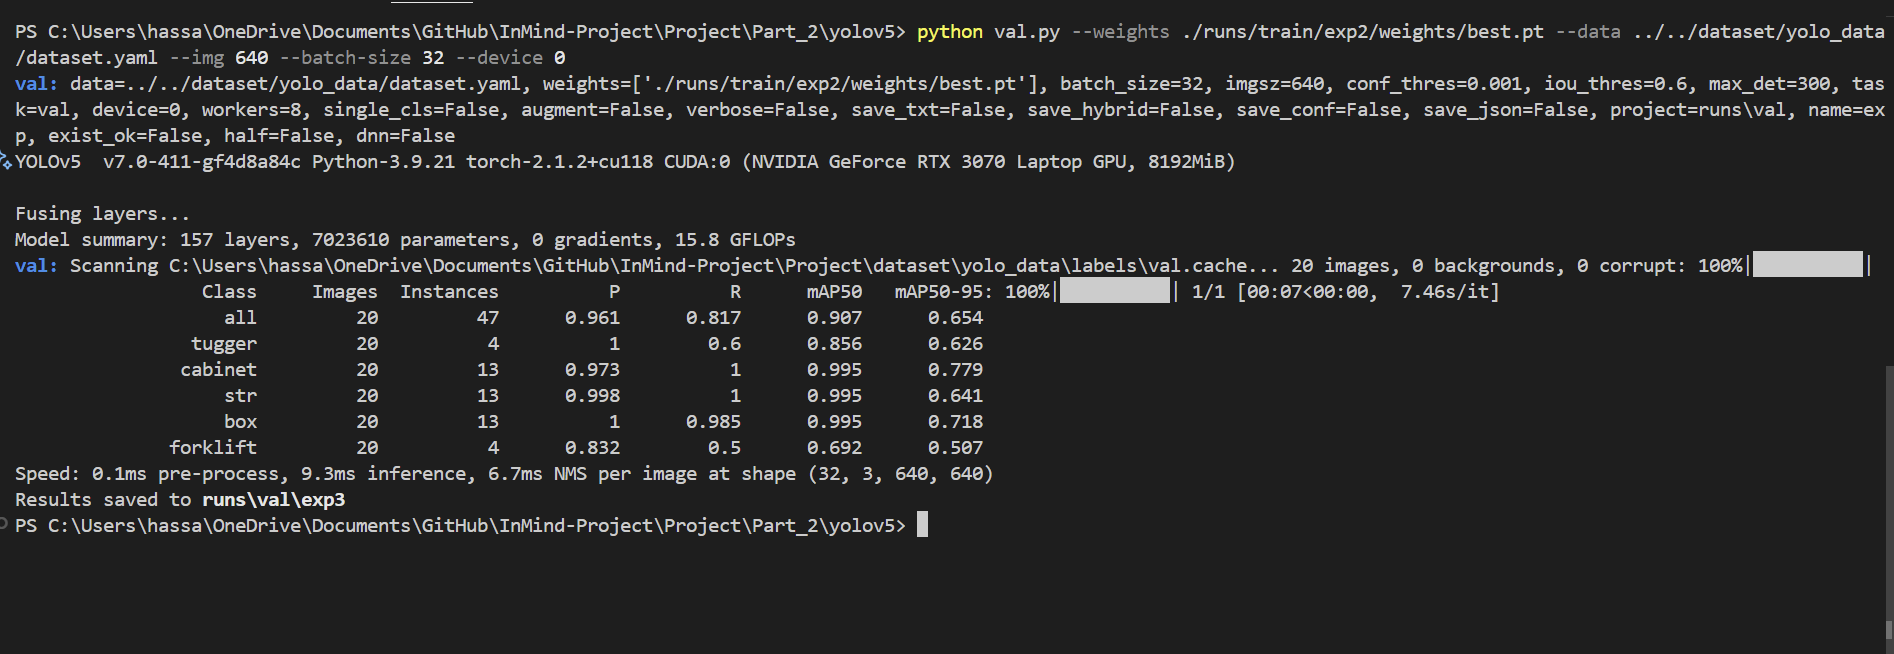 PS C:\Users\hassa\OneDrive\Documents\GitHub\InMind-Project\Project\Part_2\yolov5> python val.py --weights ./runs/train/exp2/weights/best.pt --data ../../dataset/yolo_data
/dataset.yaml --img 640 --batch-size 32 --device 0
val: data=../../dataset/yolo_data/dataset.yaml, weights=['./runs/train/exp2/weights/best.pt'], batch_size=32, imgsz=640, conf_thres=0.001, iou_thres=0.6, max_det=300, tas
k=val, device=0, workers=8, single_cls=False, augment=False, verbose=False, save_txt=False, save_hybrid=False, save_conf=False, save_json=False, project=runs\val, name=ex
p, exist_ok=False, half=False, dnn=False
YOLOv5  v7.0-411-gf4d8a84c Python-3.9.21 torch-2.1.2+cu118 CUDA:0 (NVIDIA GeForce RTX 3070 Laptop GPU, 8192MiB)
Fusing layers...
Model summary: 157 layers, 7023610 parameters, 0 gradients, 15.8 GFLOPs
val: Scanning C:\Users\hassa\OneDrive\Documents\GitHub\InMind-Project\Project\dataset\yolo_data\labels\val.cache... 20 images, 0 backgrounds, 0 corrupt: 100%|          |
Class     Images  Instances          P          R      mAP50   mAP50-95: 100%|          | 1/1 [00:07<00:00,  7.46s/it]
all         20         47      0.961      0.817      0.907      0.654
tugger         20          4          1        0.6      0.856      0.626
cabinet         20         13      0.973          1      0.995      0.779
str         20         13      0.998          1      0.995      0.641
box         20         13          1      0.985      0.995      0.718
forklift         20          4      0.832        0.5      0.692      0.507
Speed: 0.1ms pre-process, 9.3ms inference, 6.7ms NMS per image at shape (32, 3, 640, 640)
Results saved to runs\val\exp3
PS C:\Users\hassa\OneDrive\Documents\GitHub\InMind-Project\Project\Part_2\yolov5>